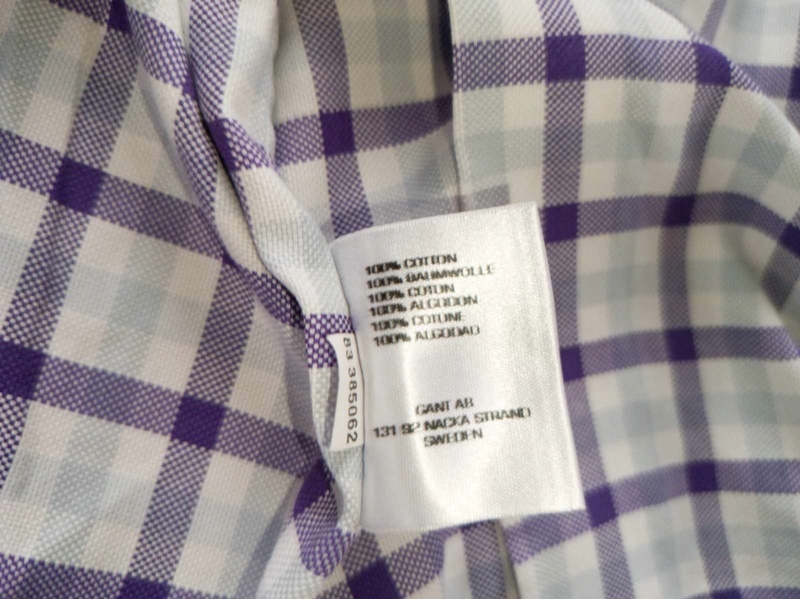 100% COTTON
100% BAUMWOLLE
100% COTON
100% ALGODON
100% COTONE
100% ALGODAO
GANT AB
131 92 NACKA STRAND
SWEDEN
83 385062